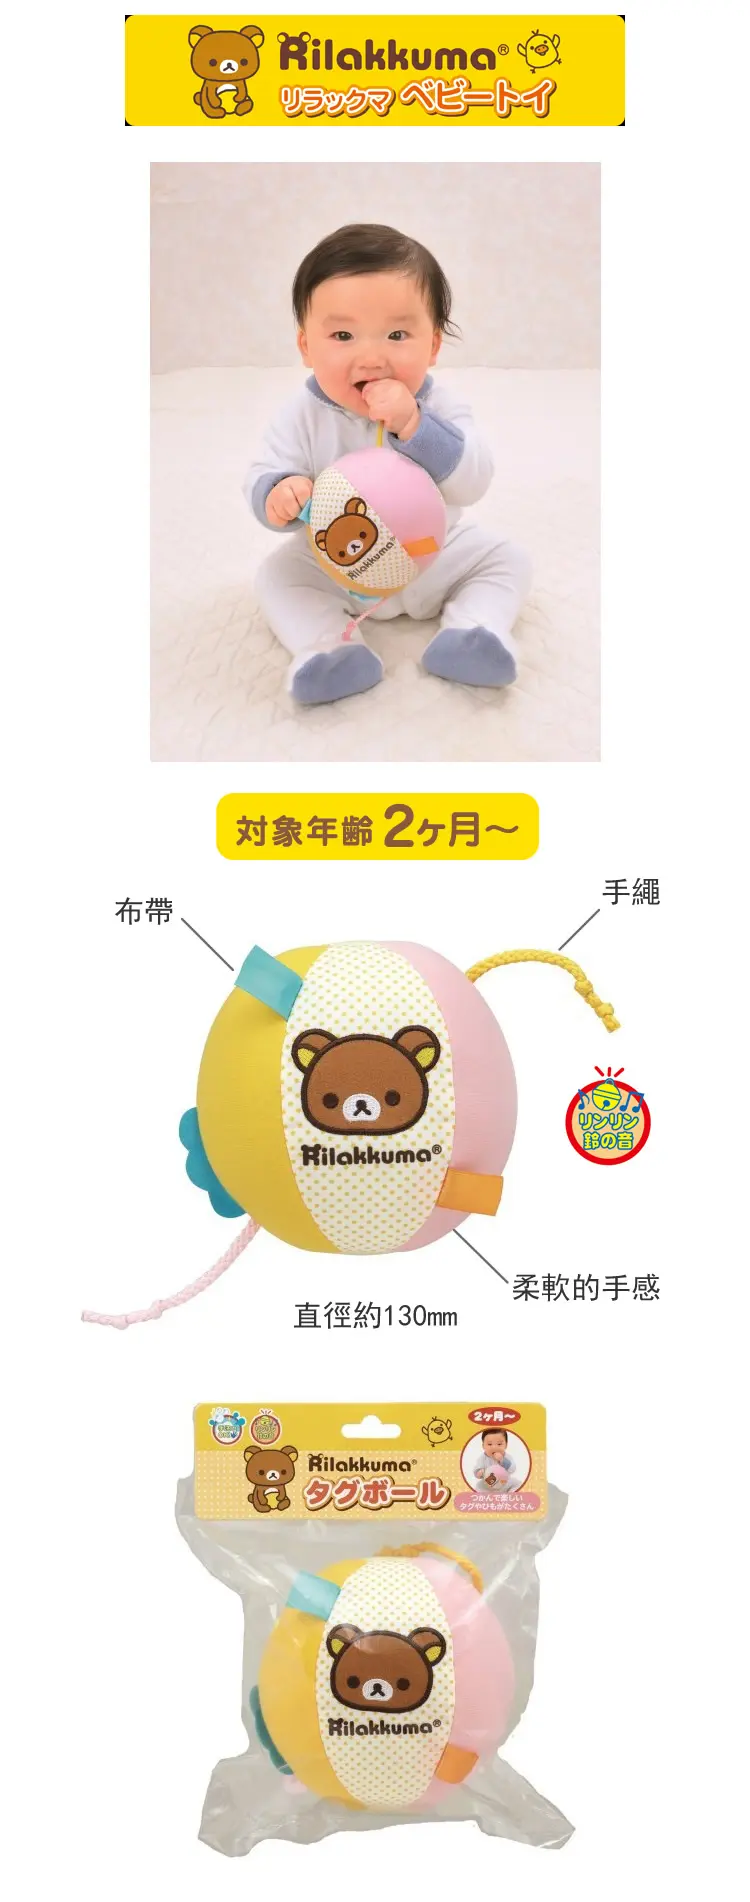 Rilakkuma®
リラックマ ベビートイ
Rilakkuma
対象年齢 2ヶ月～
手繩
布帶
リンリン
鈴の音
Rilakkuma®
柔軟的手感
直徑約130mm
2ヶ月～
Rilakkuma®
タグボール
つかんで楽しい
タグやひもがたくさん
Rilakkuma®